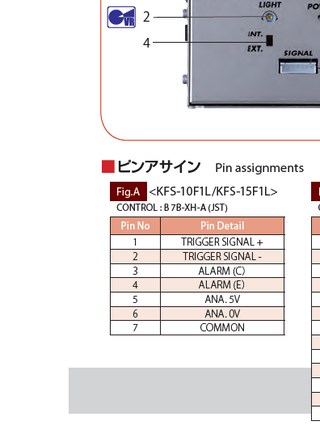 LIGHT
PO
2
4
INT.
EXT.
SIGNAL
VR
■ピンアサイン Pin assignments
Fig.A <KFS-10F1L/KFS-15F1L>
CONTROL : B 7B-XH-A (JST)
Pin No Pin Detail
1 TRIGGER SIGNAL +
2 TRIGGER SIGNAL -
3 ALARM (C)
4 ALARM (E)
5 ANA. 5V
6 ANA. 0V
7 COMMON